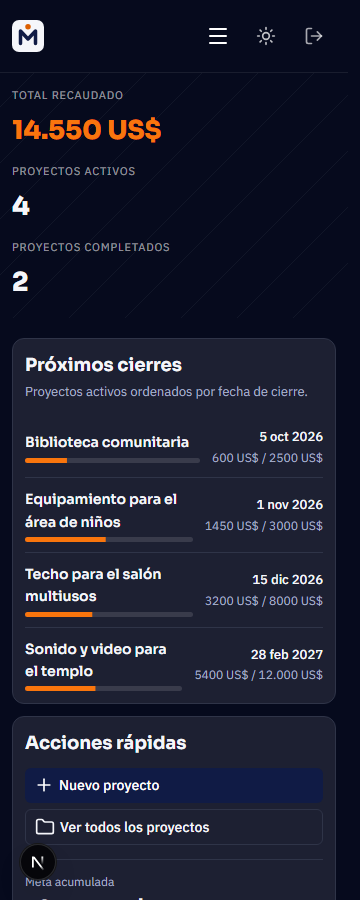 TOTAL RECAUDADO
14.550 US$
PROYECTOS ACTIVOS
4
PROYECTOS COMPLETADOS
2
Próximos cierres
Proyectos activos ordenados por fecha de cierre.
Biblioteca comunitaria
5 oct 2026
600 US$ / 2500 US$
Equipamiento para el
área de niños
1 nov 2026
1450 US$ / 3000 US$
Techo para el salón
multiusos
15 dic 2026
3200 US$ / 8000 US$
Sonido y video para
el templo
28 feb 2027
5400 US$ / 12.000 US$
Acciones rápidas
Nuevo proyecto
Ver todos los proyectos
N
Meta acumulada